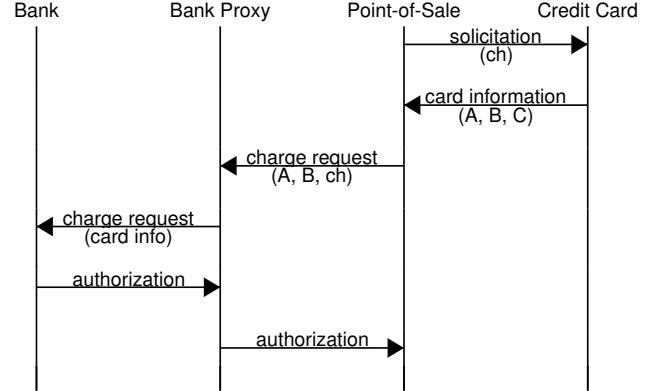 Bank Bank Proxy Point-of-Sale Credit Card
solicitation
(ch)
card information
(A, B, C)
charge request
(A, B, ch)
charge request
(card info)
authorization
authorization